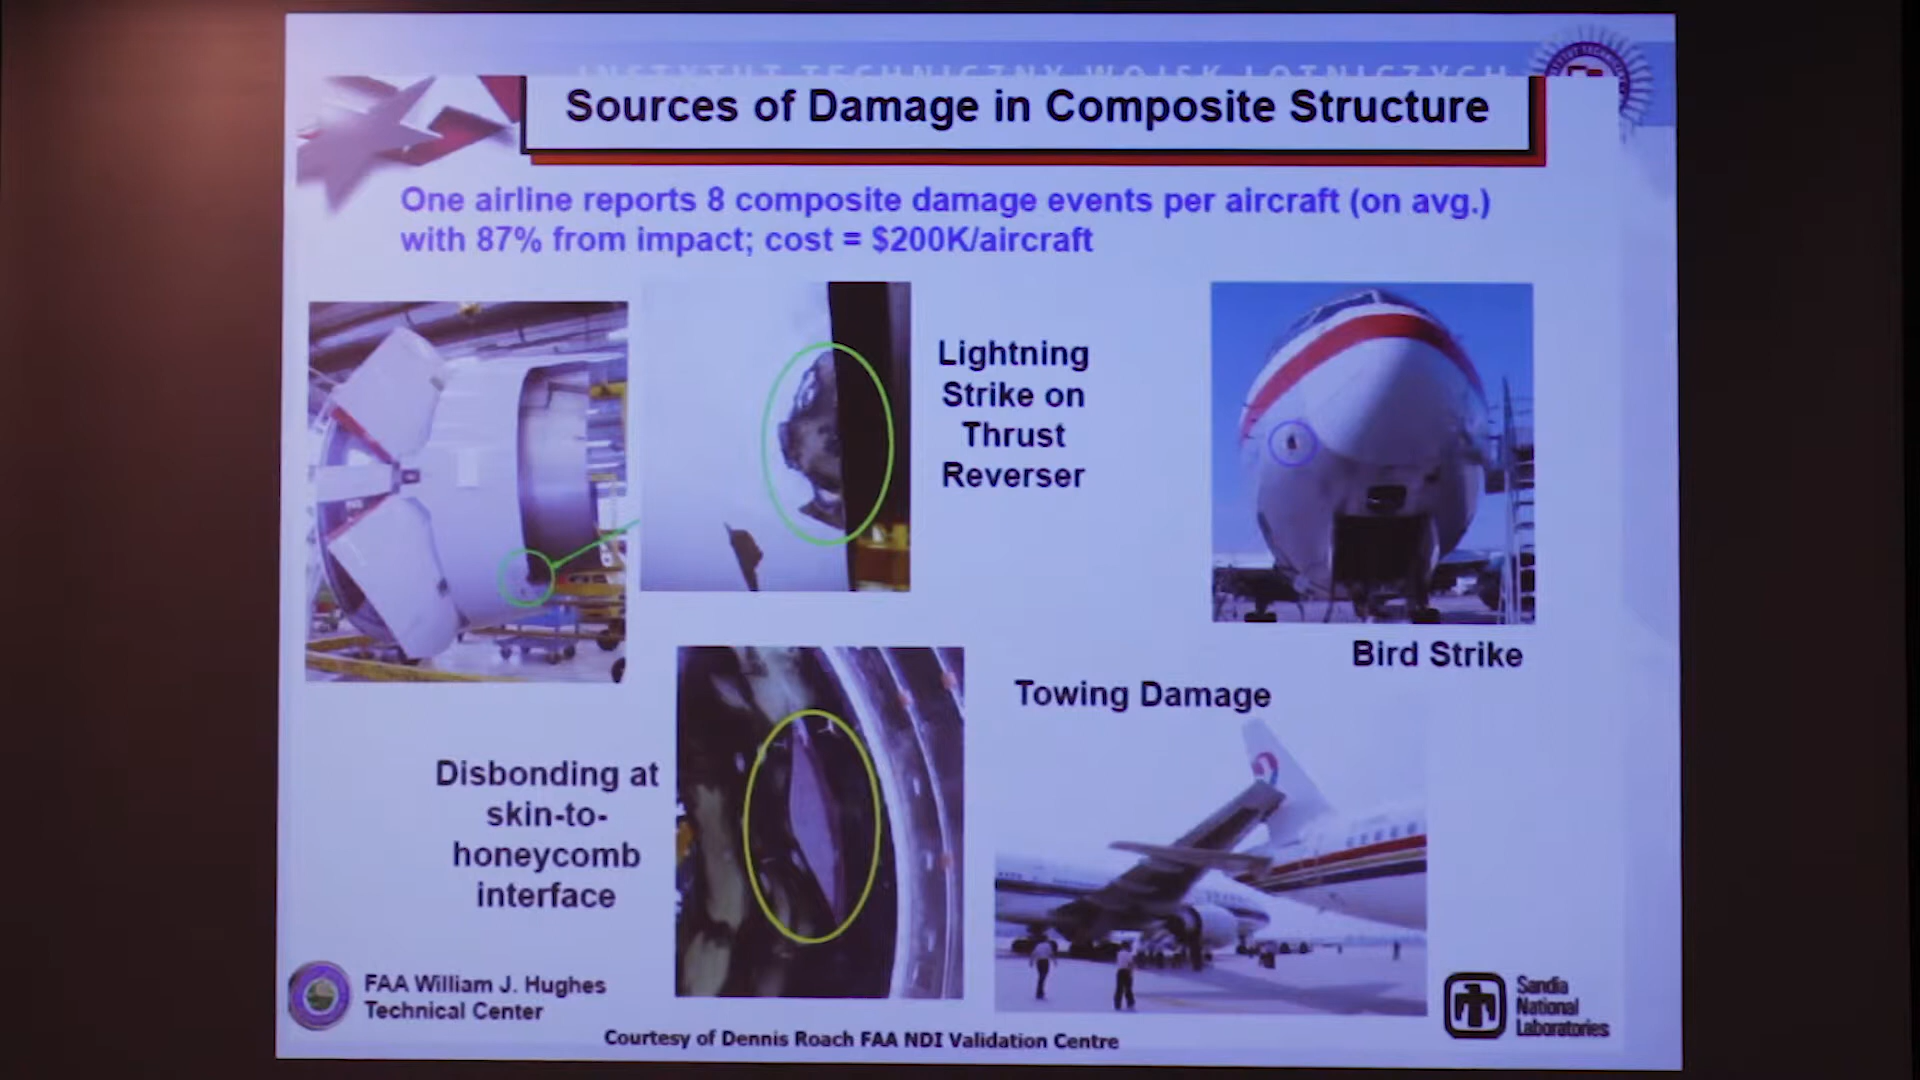 INSTYTUT TECHNICZNY WOJSK LOTNICZYCH
Sources of Damage in Composite Structure
One airline reports 8 composite damage events per aircraft (on avg.)
with 87% from impact; cost = $200K/aircraft
Lightning
Strike on
Thrust
Reverser
Bird Strike
Towing Damage
Disbonding at
skin-to-
honeycomb
interface
FAA William J. Hughes
Technical Center
Sandia
National
Laboratories
Courtesy of Dennis Roach FAA NDI Validation Centre